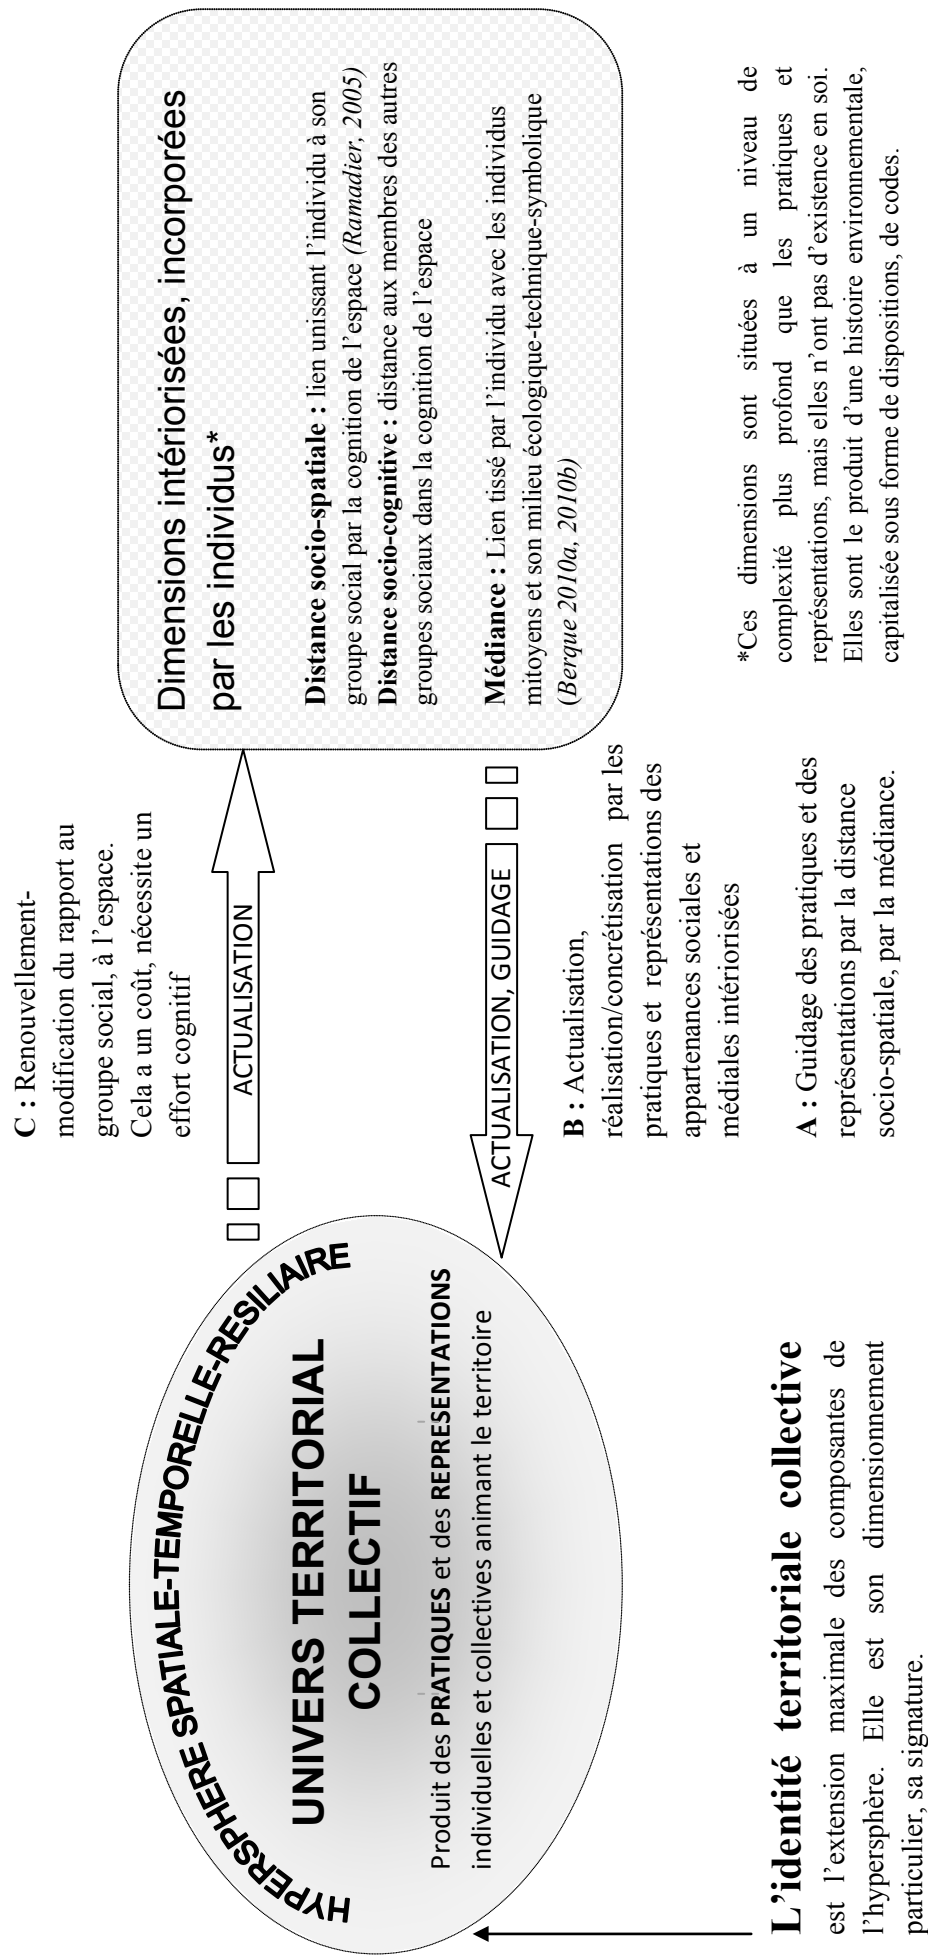 HYPERSPHERE SPATIALE-TEMPORELLE-RESILIAIRE
UNIVERS TERRITORIAL
COLLECTIF
Produit des PRATIQUES et des REPRESENTATIONS
individuelles et collectives animant le territoire
L’identité territoriale collective
est l’extension maximale des composantes de
l’hypersphère. Elle est son dimensionnement
particulier, sa signature.
C : Renouvellement-
modification du rapport au
groupe social, à l’espace.
Cela a un coût, nécessite un
effort cognitif
ACTUALISATION
ACTUALISATION, GUIDAGE
B : Actualisation,
réalisation/concrétisation par les
pratiques et représentations des
appartenances sociales et
médiales intériorisées
A : Guidage des pratiques et des
représentations par la distance
socio-spatiale, par la médiance.
Dimensions intériorisées, incorporées
par les individus*
Distance socio-spatiale : lien unissant l’individu à son
groupe social par la cognition de l’espace (Ramadier, 2005)
Distance socio-cognitive : distance aux membres des autres
groupes sociaux dans la cognition de l’espace
Médiance : Lien tissé par l’individu avec les individus
mitoyens et son milieu écologique-technique-symbolique
(Berque 2010a, 2010b)
*Ces dimensions sont situées à un niveau de
complexité plus profond que les pratiques et
représentations, mais elles n’ont pas d’existence en soi.
Elles sont le produit d’une histoire environnementale,
capitalisée sous forme de dispositions, de codes.